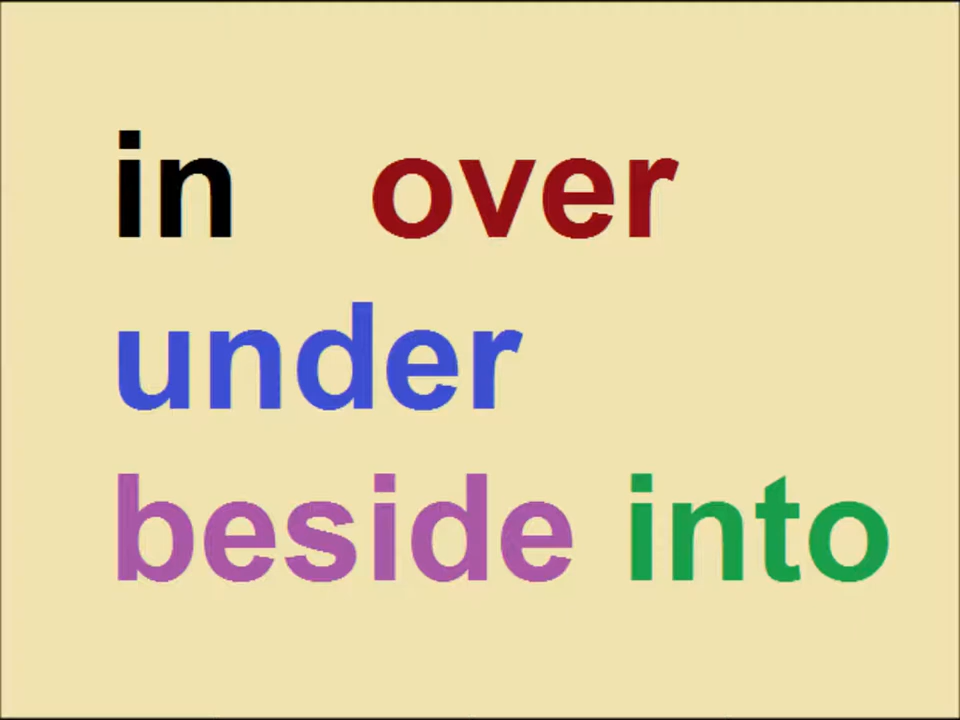 in over
under
beside into